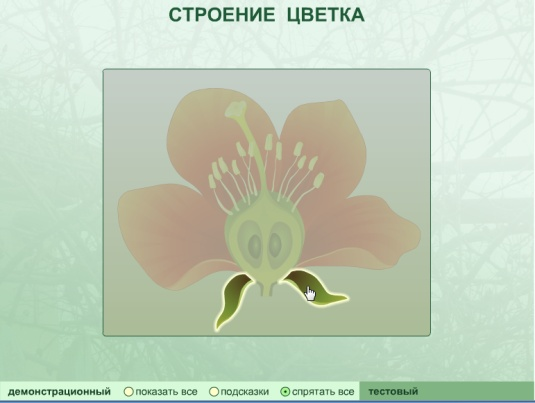 СТРОЕНИЕ ЦВЕТКА
демонстрационный показать все подсказки спрятать все тестовый